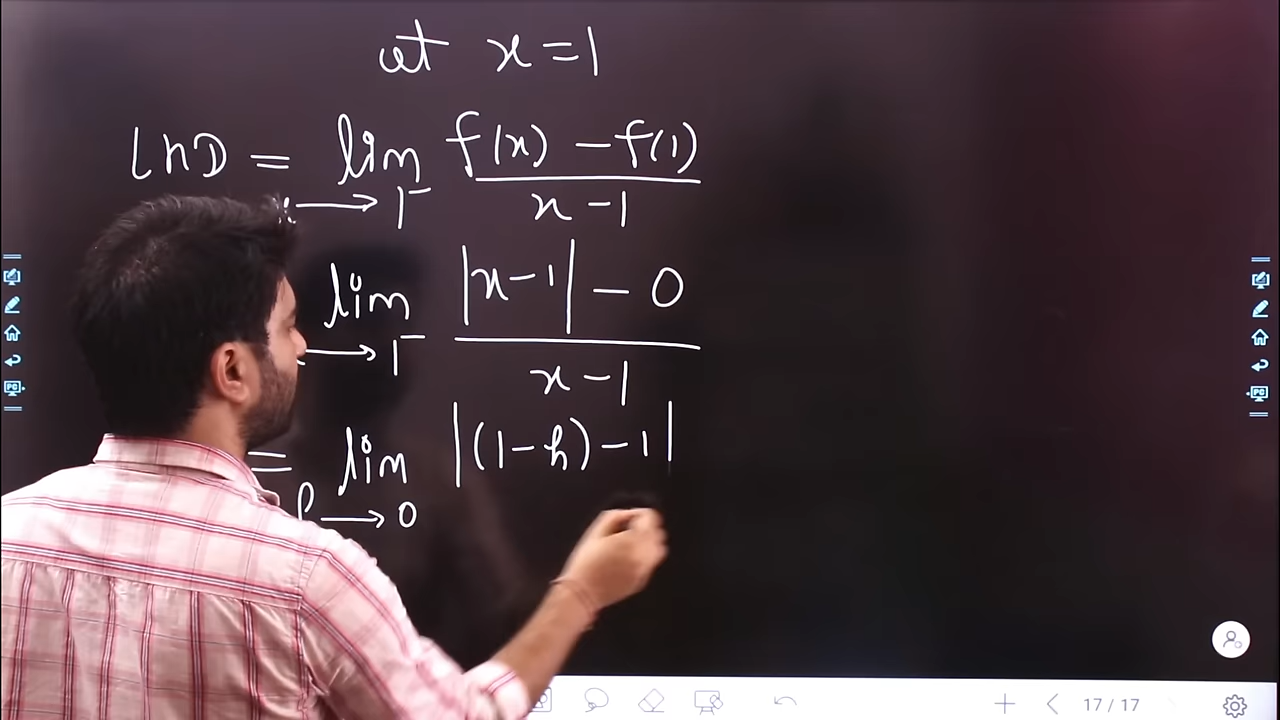 at x = 1
LHD = lim f(x) - f(1)
x → 1⁻ x - 1
lim |x-1| - 0
→ 1⁻ x - 1
= lim |(1-h) - 1|
h → 0
17 / 17